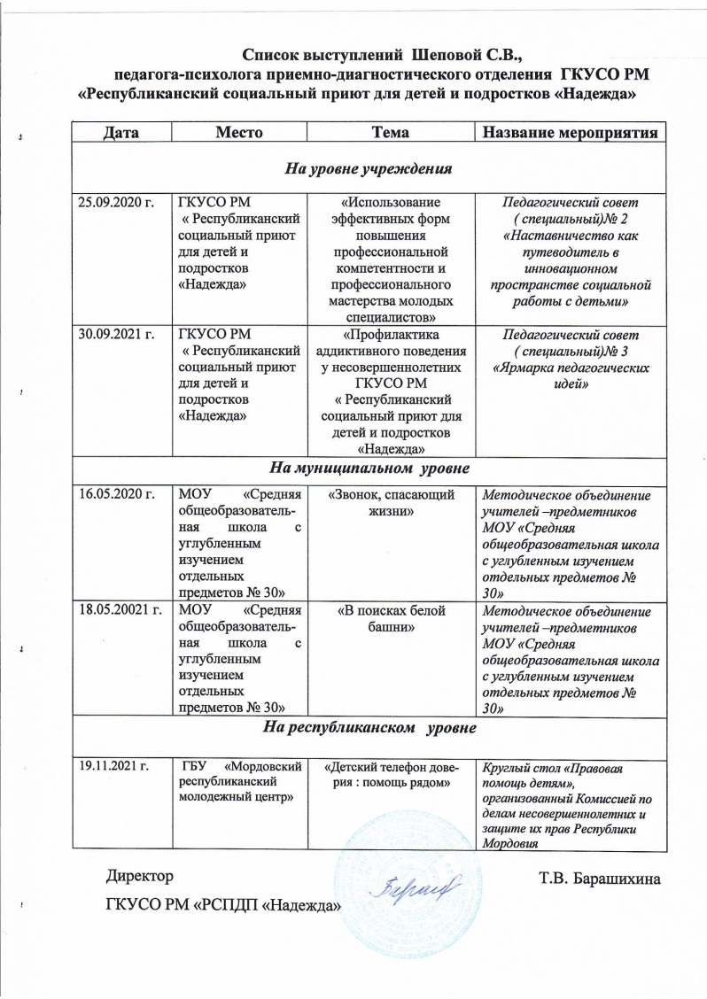 Список выступлений Шеповой С.В.,
педагога-психолога приемно-диагностического отделения ГКУСО РМ
«Республиканский социальный приют для детей и подростков «Надежда»
Дата Место Тема Название мероприятия
На уровне учреждения
25.09.2020 г.
ГКУСО РМ
« Республиканский
социальный приют
для детей и
подростков
«Надежда»
«Использование
эффективных форм
повышения
профессиональной
компетентности и
профессионального
мастерства молодых
специалистов»
Педагогический совет
( специальный)№ 2
«Наставничество как
путеводитель в
инновационном
пространстве социальной
работы с детьми»
30.09.2021 г.
ГКУСО РМ
« Республиканский
социальный приют
для детей и
подростков
«Надежда»
«Профилактика
аддиктивного поведения
у несовершеннолетних
ГКУСО РМ
« Республиканский
социальный приют для
детей и подростков
«Надежда»
Педагогический совет
( специальный)№ 3
«Ярмарка педагогических
идей»
На муниципальном уровне
16.05.2020 г.
МОУ «Средняя
общеобразователь-
ная школа с
углубленным
изучением
отдельных
предметов № 30»
«Звонок, спасающий
жизни»
Методическое объединение
учителей –предметников
МОУ «Средняя
общеобразовательная школа
с углубленным изучением
отдельных предметов №
30»
18.05.20021 г.
МОУ «Средняя
общеобразователь-
ная школа с
углубленным
изучением
отдельных
предметов № 30»
«В поисках белой
башни»
Методическое объединение
учителей –предметников
МОУ «Средняя
общеобразовательная школа
с углубленным изучением
отдельных предметов №
30»
На республиканском уровне
19.11.2021 г.
ГБУ «Мордовский
республиканский
молодежный центр»
«Детский телефон дове-
рия : помощь рядом»
Круглый стол «Правовая
помощь детям»,
организованный Комиссией по
делам несовершеннолетних и
защите их прав Республики
Мордовия
Директор Т.В. Барашихина
ГКУСО РМ «РСПДП «Надежда»